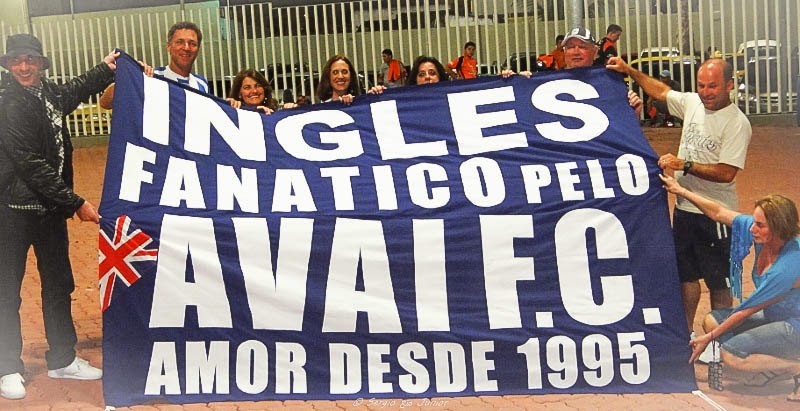 INGLES
FANATICO PELO
AVAI F.C.
AMOR DESDE 1995